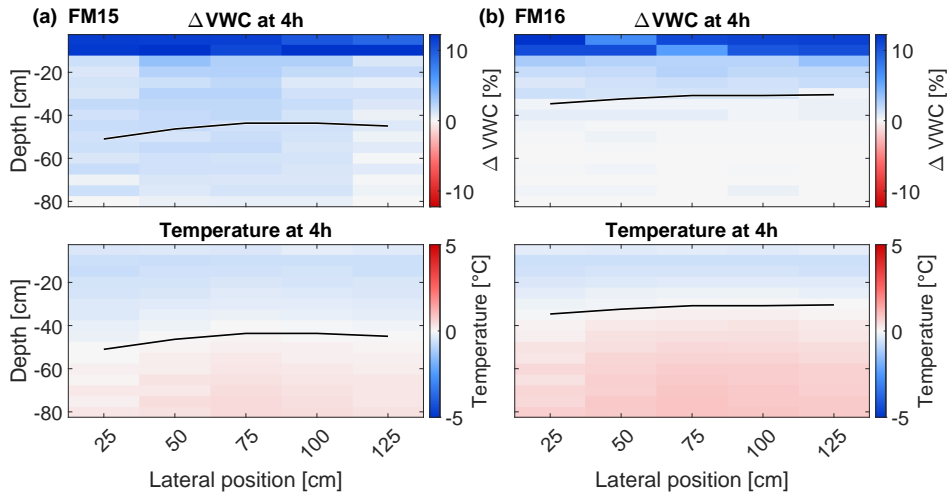 (a) FM15 ΔVWC at 4h
Depth [cm]
-20
-40
-60
-80
10
0
-10
Δ VWC [%]
(b) FM16 ΔVWC at 4h
10
0
-10
Δ VWC [%]
Temperature at 4h
Depth [cm]
-20
-40
-60
-80
25 50 75 100 125
Lateral position [cm]
5
0
-5
Temperature [°C]
Temperature at 4h
25 50 75 100 125
Lateral position [cm]
5
0
-5
Temperature [°C]